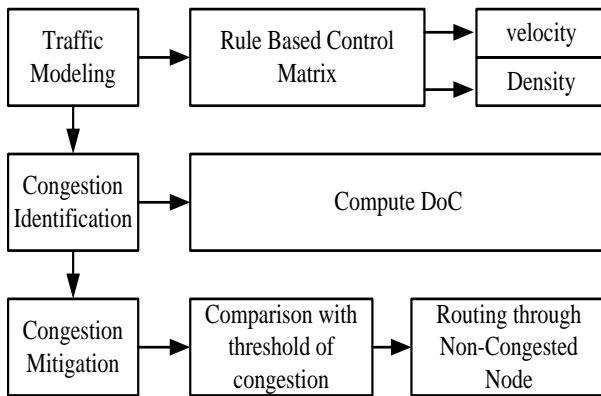 Traffic
Modeling
Rule Based Control
Matrix
velocity
Density
Congestion
Identification
Compute DoC
Congestion
Mitigation
Comparison with
threshold of
congestion
Routing through
Non-Congested
Node